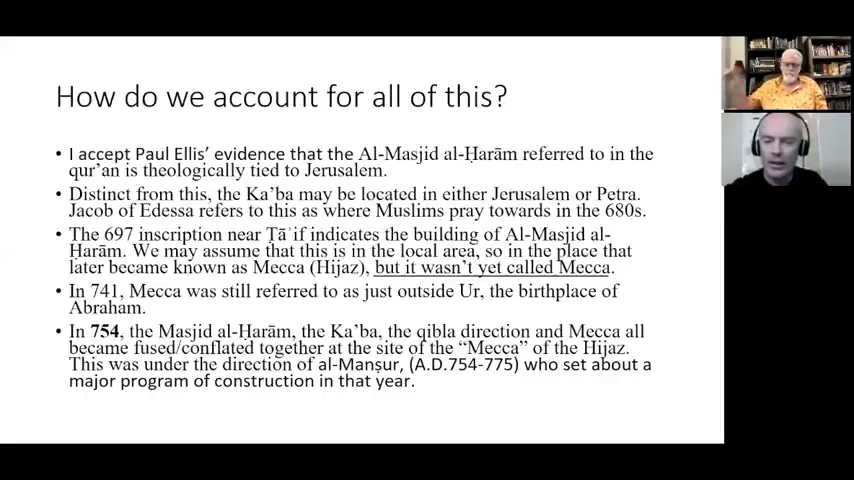 How do we account for all of this?
• I accept Paul Ellis' evidence that the Al-Masjid al-Ḥarām referred to in the
qur'an is theologically tied to Jerusalem.
• Distinct from this, the Ka'ba may be located in either Jerusalem or Petra.
Jacob of Edessa refers to this as where Muslims pray towards in the 680s.
• The 697 inscription near Ṭāʾif indicates the building of Al-Masjid al-
Ḥarām. We may assume that this is in the local area, so in the place that
later became known as Mecca (Hijaz), but it wasn't yet called Mecca.
• In 741, Mecca was still referred to as just outside Ur, the birthplace of
Abraham.
• In 754, the Masjid al-Ḥarām, the Ka'ba, the qibla direction and Mecca all
became fused/conflated together at the site of the “Mecca” of the Hijaz.
This was under the direction of al-Manṣur, (A.D.754-775) who set about a
major program of construction in that year.